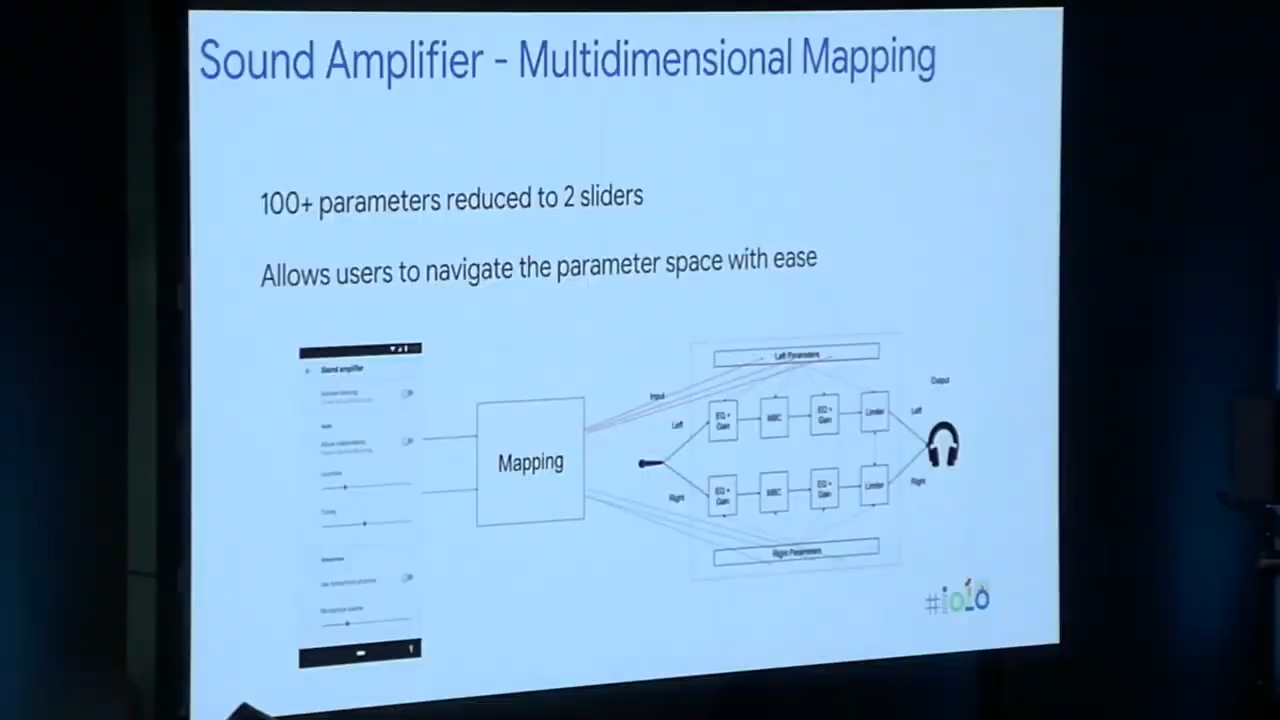 Sound Amplifier - Multidimensional Mapping
100+ parameters reduced to 2 sliders
Allows users to navigate the parameter space with ease
Sound amplifier
Mapping
Left Parameters
Input
Output
Left
EQ +
Gain
MBC
EQ +
Gain
Limiter
Left
Right
EQ +
Gain
MBC
EQ +
Gain
Limiter
Right
Right Parameters
#io18